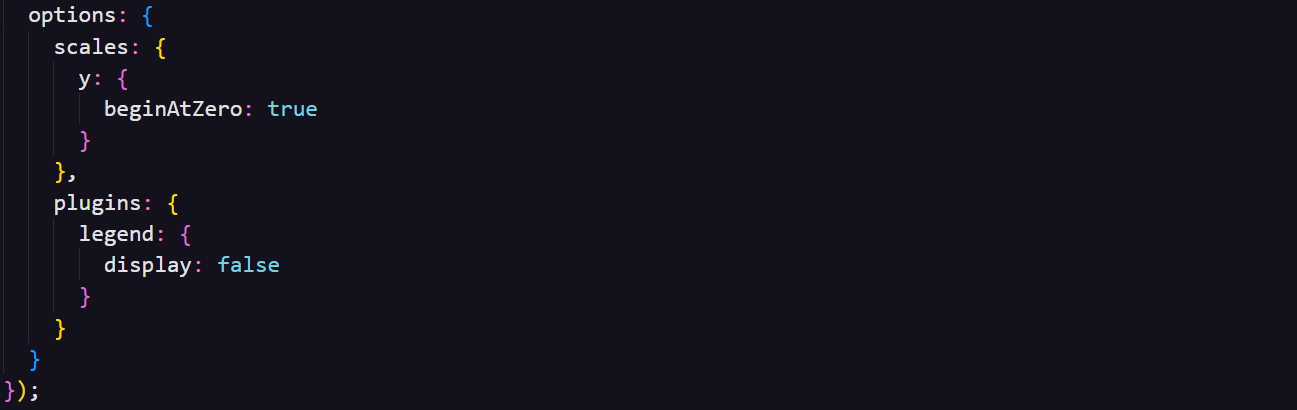 options: {
scales: {
y: {
beginAtZero: true
}
},
plugins: {
legend: {
display: false
}
}
}
});